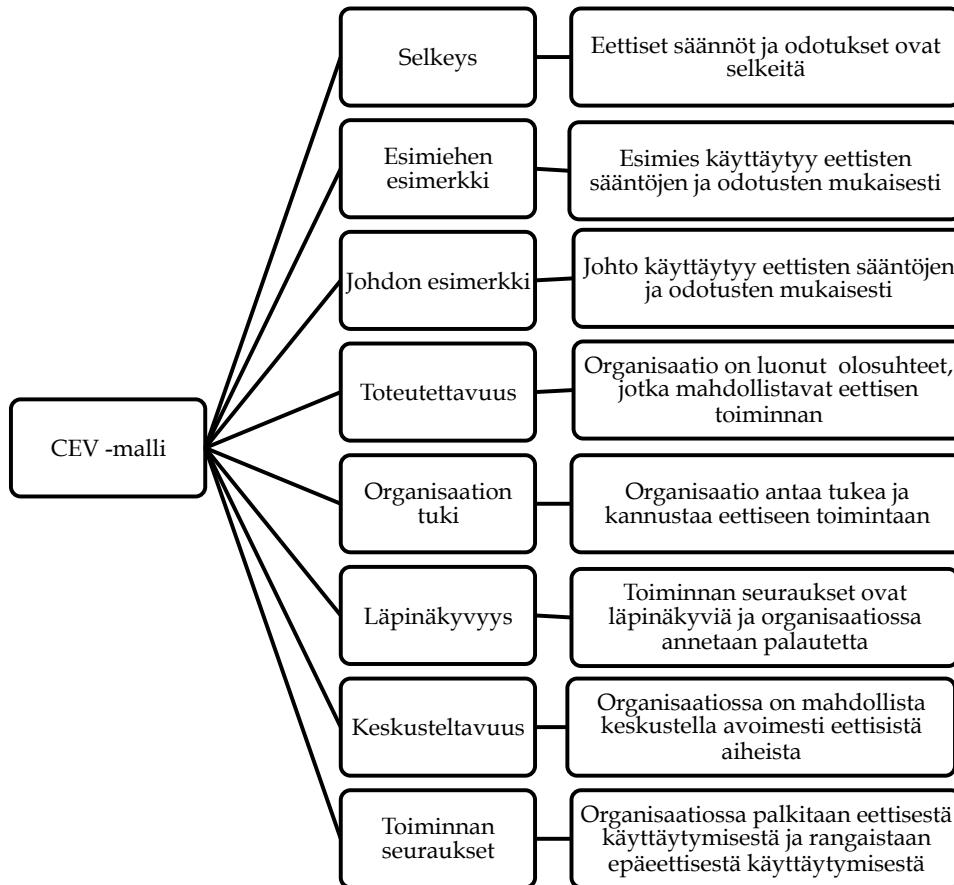 CEV -malli
Selkeys
Eettiset säännöt ja odotukset ovat
selkeitä
Esimiehen
esimerkki
Esimies käyttäytyy eettisten
sääntöjen ja odotusten mukaisesti
Johdon esimerkki
Johto käyttäytyy eettisten sääntöjen
ja odotusten mukaisesti
Toteutettavuus
Organisaatio on luonut olosuhteet,
jotka mahdollistavat eettisen
toiminnan
Organisaation
tuki
Organisaatio antaa tukea ja
kannustaa eettiseen toimintaan
Läpinäkyvyys
Toiminnan seuraukset ovat
läpinäkyviä ja organisaatiossa
annetaan palautetta
Keskusteltavuus
Organisaatiossa on mahdollista
keskustella avoimesti eettisistä
aiheista
Toiminnan
seuraukset
Organisaatiossa palkitaan eettisestä
käyttäytymisestä ja rangaistaan
epäeettisestä käyttäytymisestä